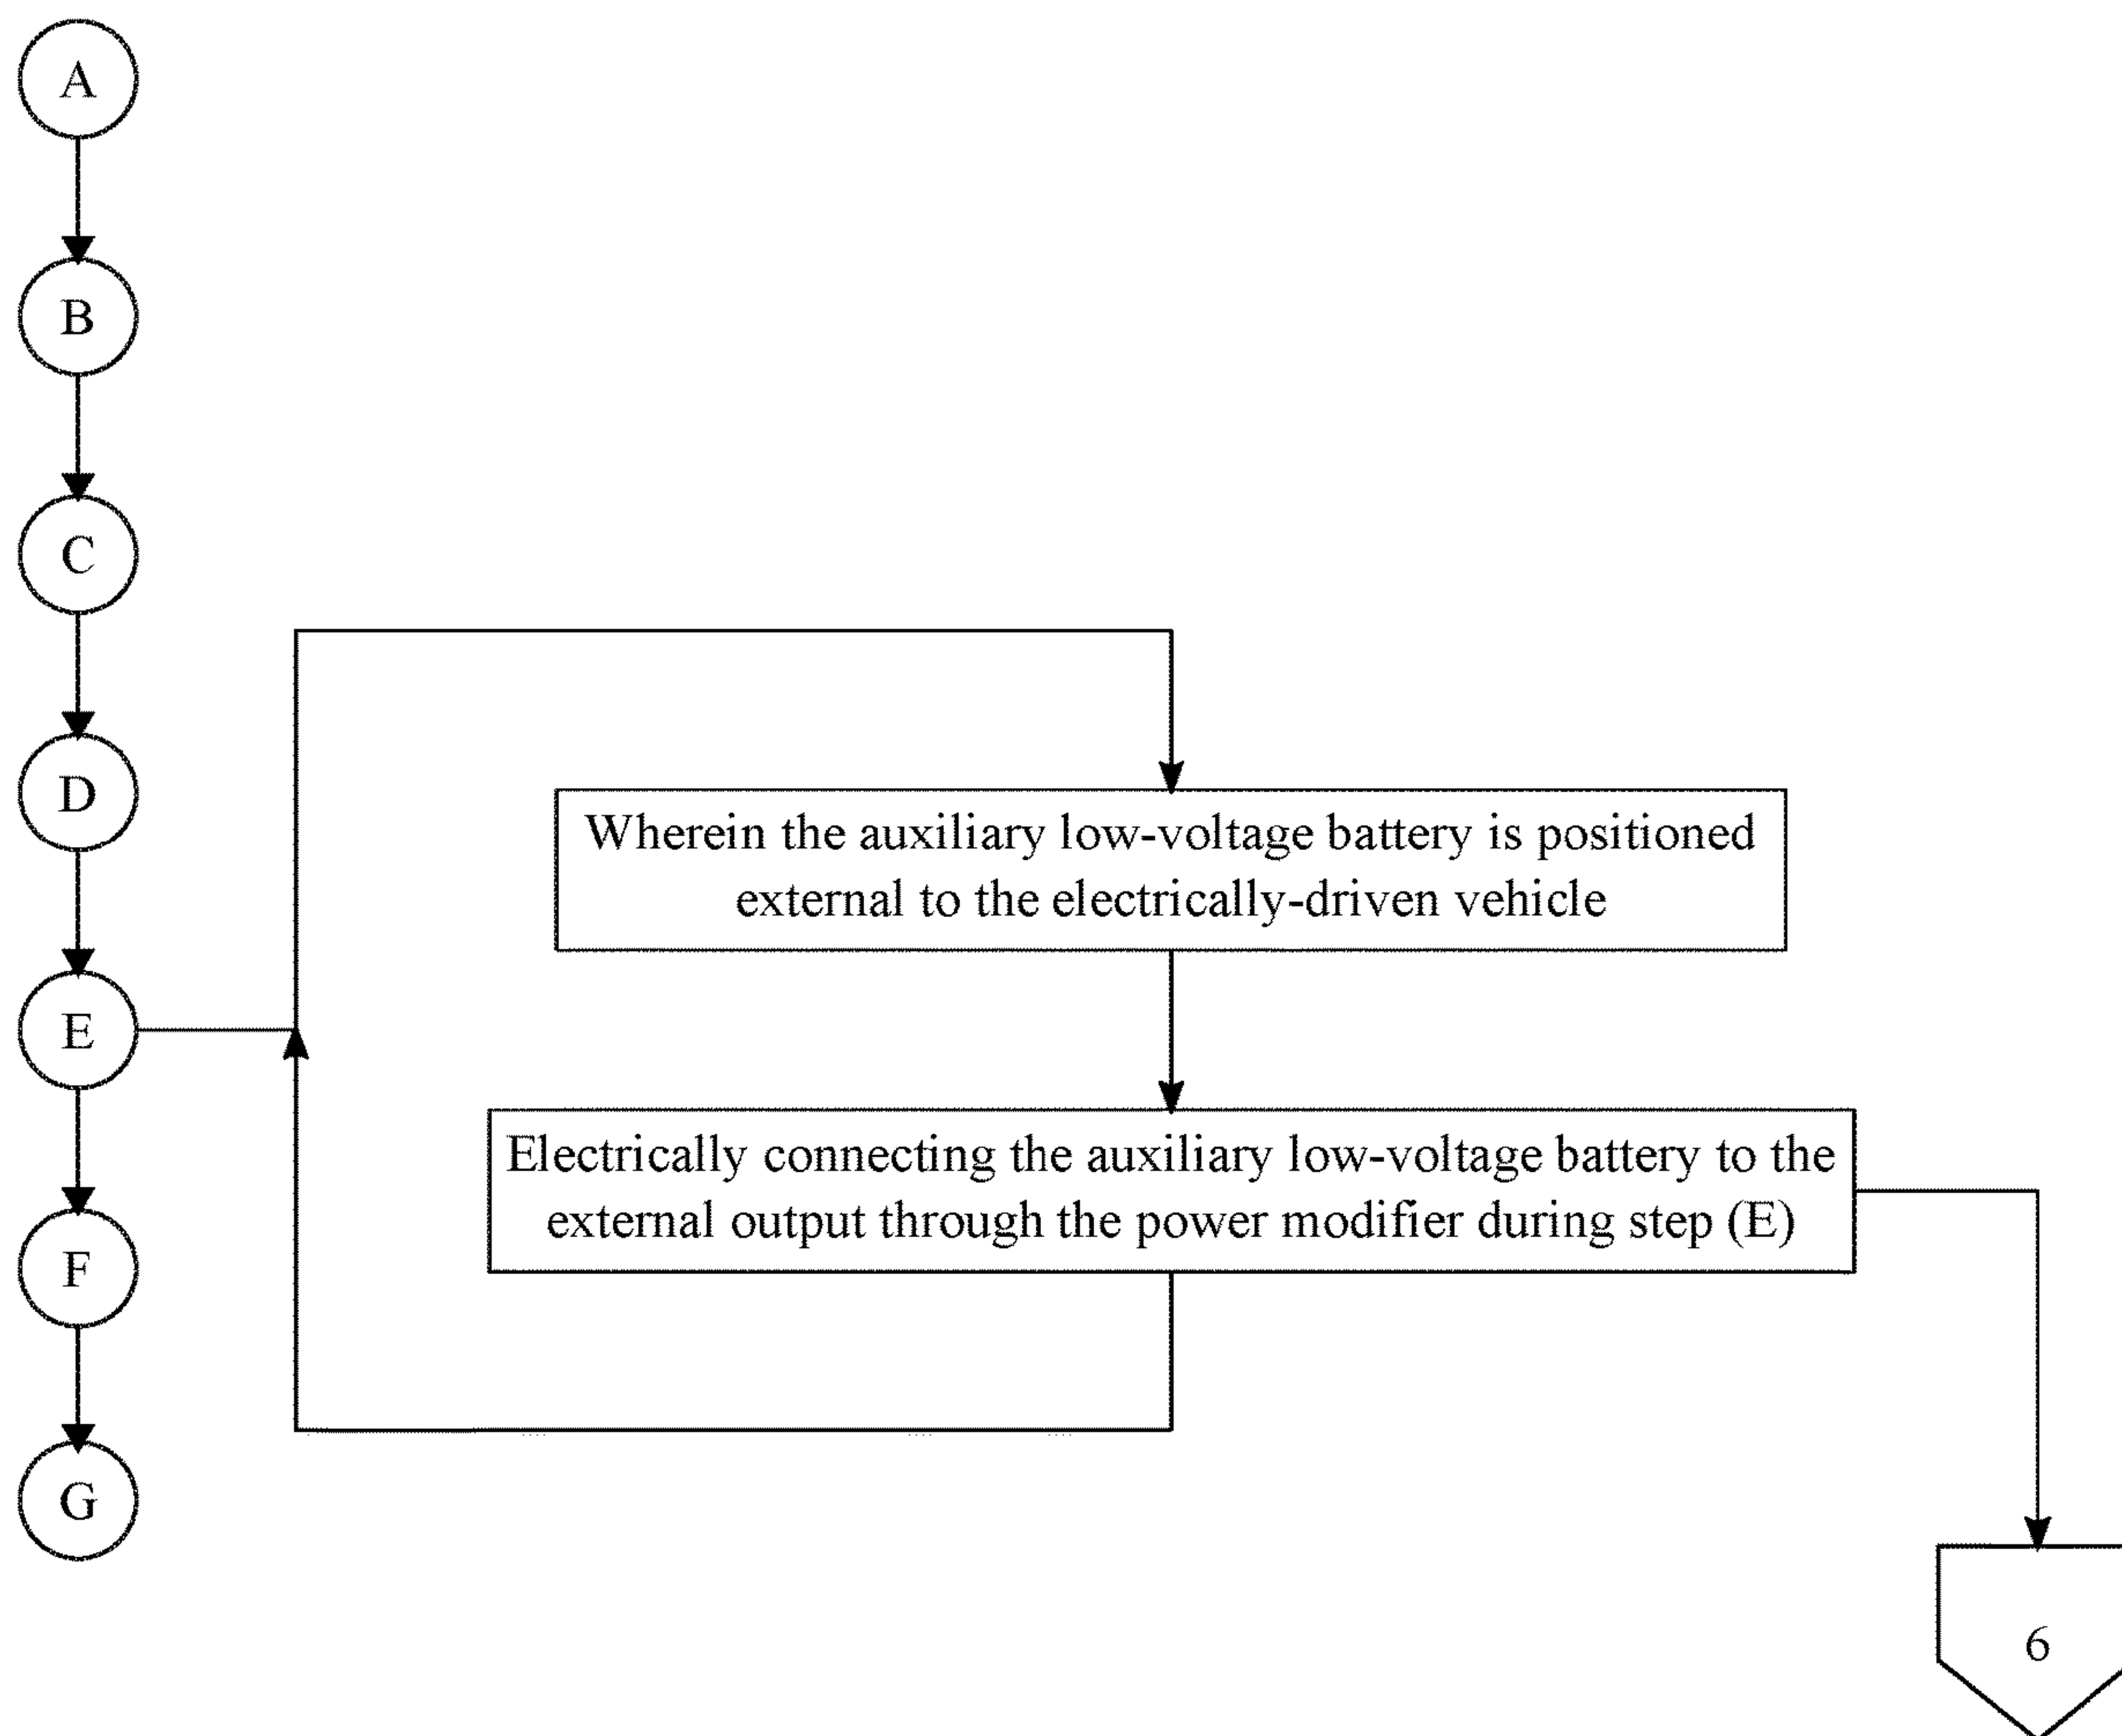 A
B
C
D
Wherein the auxiliary low-voltage battery is positioned
external to the electrically-driven vehicle
E
Electrically connecting the auxiliary low-voltage battery to the
external output through the power modifier during step (E)
F
G
6